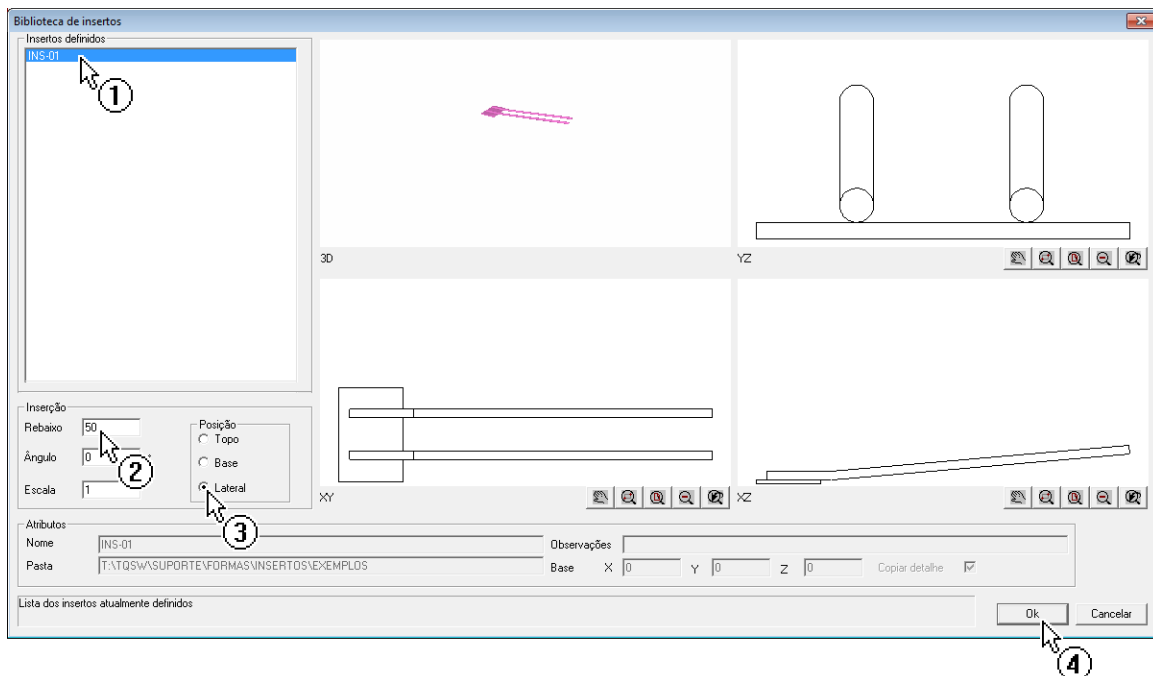 Biblioteca de insertos
Insertos definidos
INS-01
1
3D
YZ
Inserção
Rebaixo 50
Ângulo 0 °
Escala 1
2
Posição
Topo
Base
Lateral
3
XY
XZ
Atributos
Nome INS-01 Observações
Pasta T:\TQSW\SUPORTE\FORMAS\INSERTOS\EXEMPLOS Base X 0 Y 0 Z 0 Copiar detalhe
Lista dos insertos atualmente definidos
Ok Cancelar
4